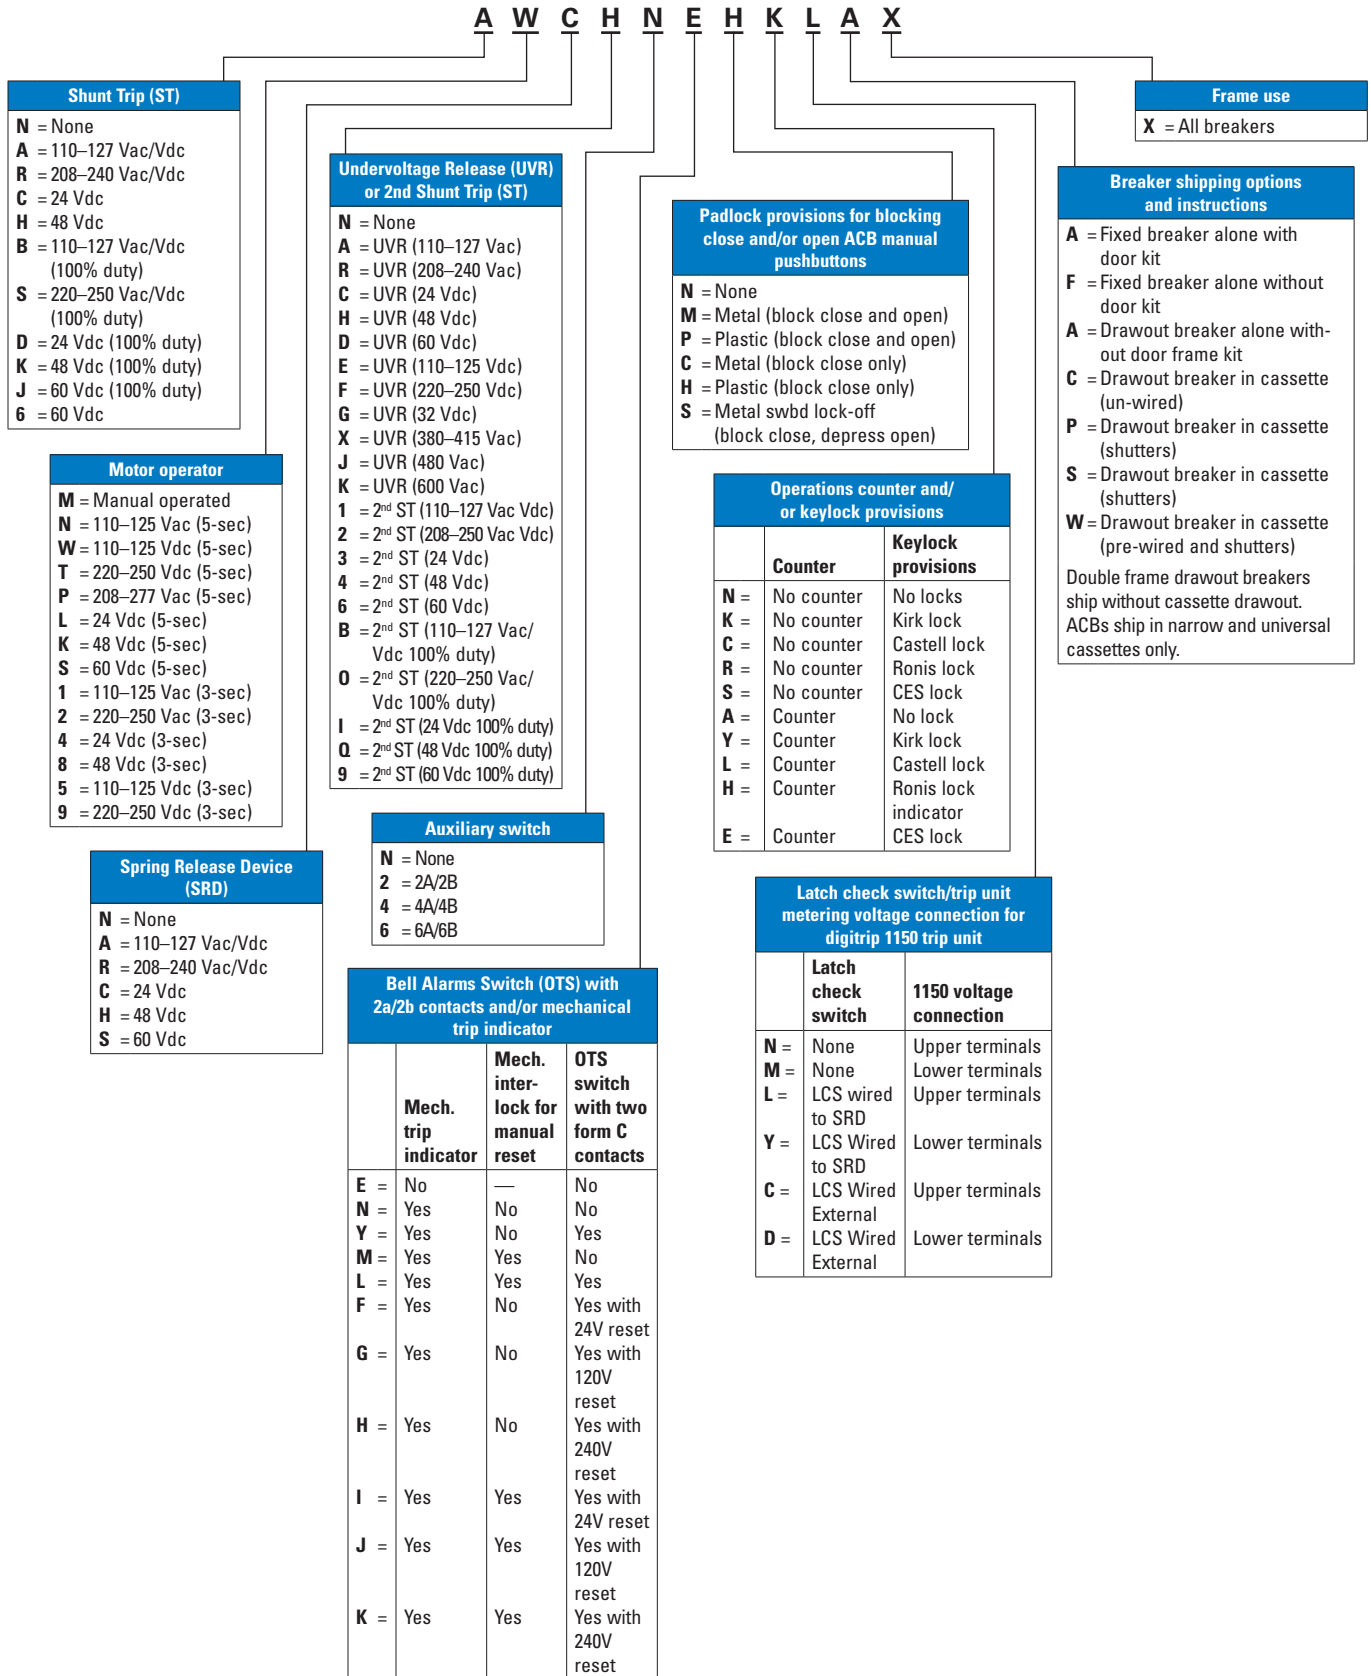 A W C H N E H K L A X
Shunt Trip (ST)
N = None
A = 110–127 Vac/Vdc
R = 208–240 Vac/Vdc
C = 24 Vdc
H = 48 Vdc
B = 110–127 Vac/Vdc
(100% duty)
S = 220–250 Vac/Vdc
(100% duty)
D = 24 Vdc (100% duty)
K = 48 Vdc (100% duty)
J = 60 Vdc (100% duty)
6 = 60 Vdc
Motor operator
M = Manual operated
N = 110–125 Vac (5-sec)
W = 110–125 Vdc (5-sec)
T = 220–250 Vdc (5-sec)
P = 208–277 Vac (5-sec)
L = 24 Vdc (5-sec)
K = 48 Vdc (5-sec)
S = 60 Vdc (5-sec)
1 = 110–125 Vac (3-sec)
2 = 220–250 Vac (3-sec)
4 = 24 Vdc (3-sec)
8 = 48 Vdc (3-sec)
5 = 110–125 Vdc (3-sec)
9 = 220–250 Vdc (3-sec)
Spring Release Device
(SRD)
N = None
A = 110–127 Vac/Vdc
R = 208–240 Vac/Vdc
C = 24 Vdc
H = 48 Vdc
S = 60 Vdc
Undervoltage Release (UVR)
or 2nd Shunt Trip (ST)
N = None
A = UVR (110–127 Vac)
R = UVR (208–240 Vac)
C = UVR (24 Vdc)
H = UVR (48 Vdc)
D = UVR (60 Vdc)
E = UVR (110–125 Vdc)
F = UVR (220–250 Vdc)
G = UVR (32 Vdc)
X = UVR (380–415 Vac)
J = UVR (480 Vac)
K = UVR (600 Vac)
1 = 2nd ST (110–127 Vac Vdc)
2 = 2nd ST (208–250 Vac Vdc)
3 = 2nd ST (24 Vdc)
4 = 2nd ST (48 Vdc)
6 = 2nd ST (60 Vdc)
B = 2nd ST (110–127 Vac/
Vdc 100% duty)
O = 2nd ST (220–250 Vac/
Vdc 100% duty)
I = 2nd ST (24 Vdc 100% duty)
Q = 2nd ST (48 Vdc 100% duty)
9 = 2nd ST (60 Vdc 100% duty)
Auxiliary switch
N = None
2 = 2A/2B
4 = 4A/4B
6 = 6A/6B
Bell Alarms Switch (OTS) with
2a/2b contacts and/or mechanical
trip indicator
Mech.
trip
indicator
Mech.
inter-
lock for
manual
reset
OTS
switch
with two
form C
contacts
E = No — No
N = Yes No No
Y = Yes No Yes
M = Yes Yes No
L = Yes Yes Yes
F = Yes No Yes with
24V reset
G = Yes No Yes with
120V
reset
H = Yes No Yes with
240V
reset
I = Yes Yes Yes with
24V reset
J = Yes Yes Yes with
120V
reset
K = Yes Yes Yes with
240V
reset
Padlock provisions for blocking
close and/or open ACB manual
pushbuttons
N = None
M = Metal (block close and open)
P = Plastic (block close and open)
C = Metal (block close only)
H = Plastic (block close only)
S = Metal swbd lock-off
(block close, depress open)
Operations counter and/
or keylock provisions
Counter
Keylock
provisions
N = No counter No locks
K = No counter Kirk lock
C = No counter Castell lock
R = No counter Ronis lock
S = No counter CES lock
A = Counter No lock
Y = Counter Kirk lock
L = Counter Castell lock
H = Counter Ronis lock
indicator
E = Counter CES lock
Latch check switch/trip unit
metering voltage connection for
digitrip 1150 trip unit
Latch
check
switch
1150 voltage
connection
N = None Upper terminals
M = None Lower terminals
L = LCS wired Upper terminals
to SRD
Y = LCS Wired Lower terminals
to SRD
C = LCS Wired Upper terminals
External
D = LCS Wired Lower terminals
External
Breaker shipping options
and instructions
A = Fixed breaker alone with
door kit
F = Fixed breaker alone without
door kit
A = Drawout breaker alone with-
out door frame kit
C = Drawout breaker in cassette
(un-wired)
P = Drawout breaker in cassette
(shutters)
S = Drawout breaker in cassette
(shutters)
W = Drawout breaker in cassette
(pre-wired and shutters)
Double frame drawout breakers
ship without cassette drawout.
ACBs ship in narrow and universal
cassettes only.
Frame use
X = All breakers